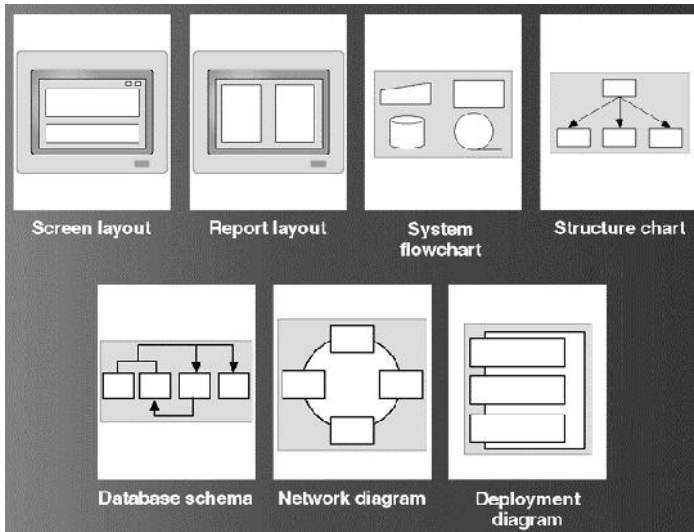 Screen layout
Report layout
System
flowchart
Structure chart
Database schema
Network diagram
Deployment
diagram